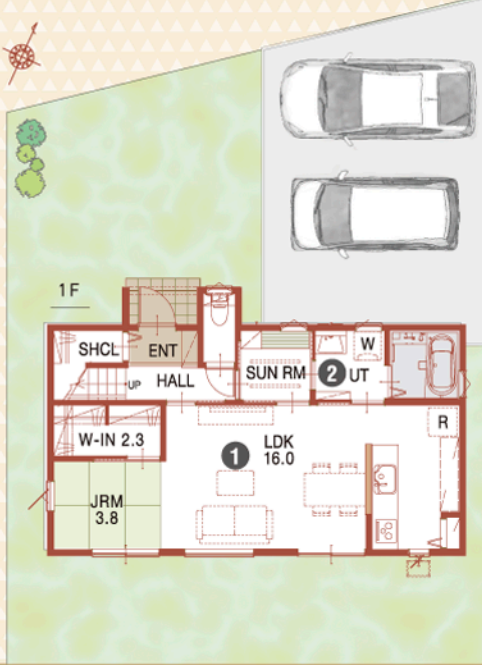 1F
SHCL
ENT
W
UP
HALL
SUN RM
2
UT
W-IN 2.3
R
1
LDK
16.0
JRM
3.8